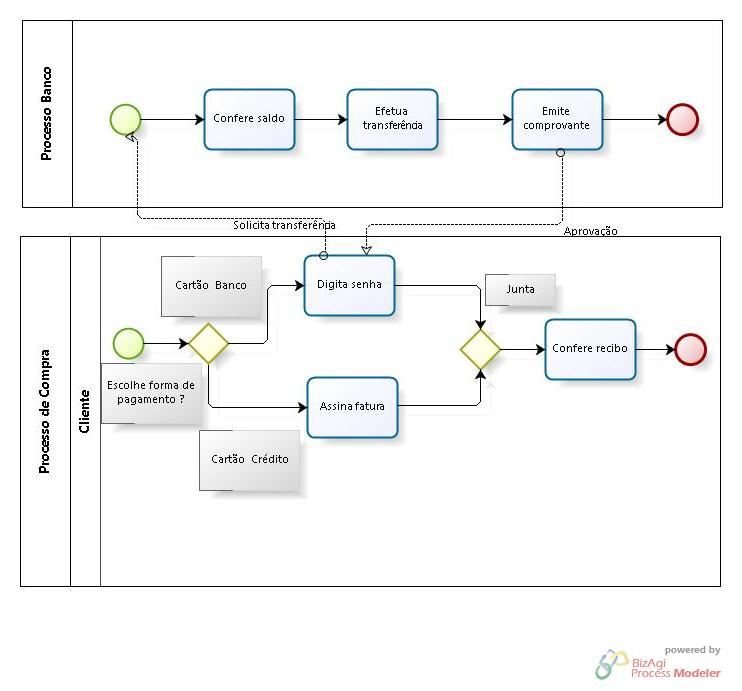 Processo Banco
Confere saldo
Efetua
transferência
Emite
comprovante
Solicita transferência
Aprovação
Processo de Compra
Cliente
Cartão Banco
Digita senha
Junta
Escolhe forma de
pagamento ?
Confere recibo
Assina fatura
Cartão Crédito
powered by
BizAgi
Process Modeler